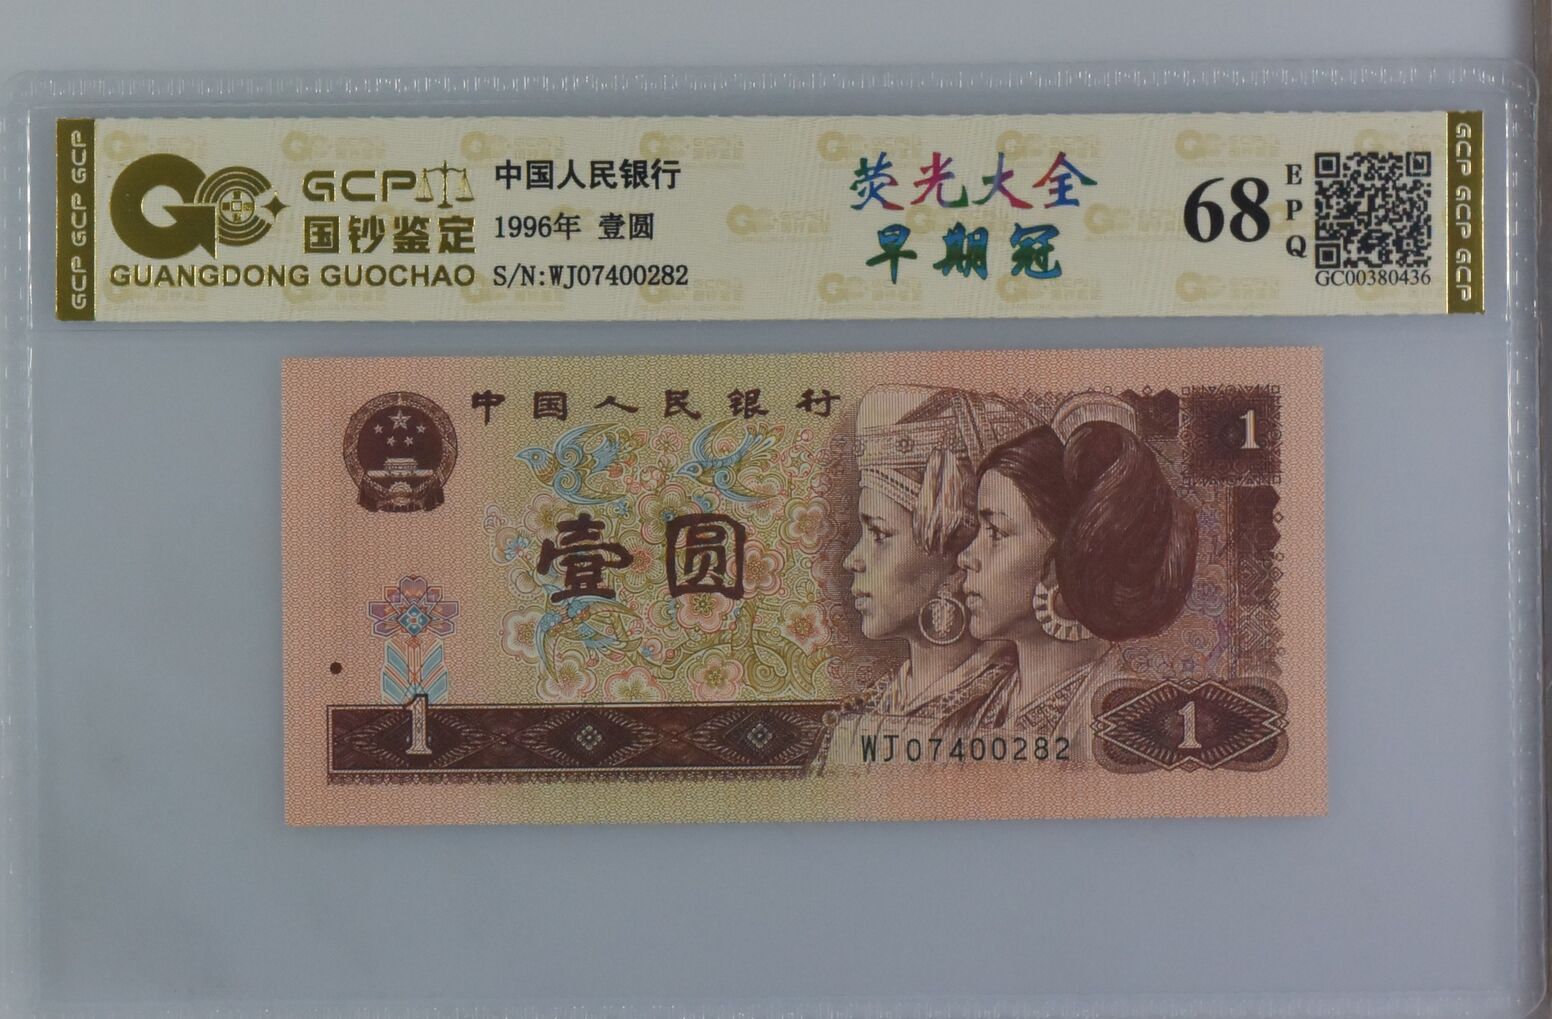 GCP GCP GCP
GCP
国钞鉴定
GUANGDONG GUOCHAO
中国人民银行
1996年 壹圆
S/N:WJ07400282
荧光大全
早期冠
68
EPQ
GC00380436
GCP GCP GCP
中国人民银行
1
壹圆
1
WJ07400282
1